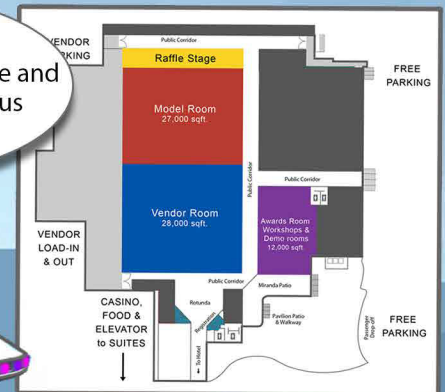 VENDOR
KING
e and
us
Public Corridor
Raffle Stage
Model Room
27,000 sqft.
FREE
PARKING
Public Corridor
Public Corridor
Vendor Room
28,000 sqft.
Awards Room
Workshops &
Demo rooms
12,000 sqft.
VENDOR
LOAD-IN
& OUT
Public Corridor
Miranda Patio
CASINO,
FOOD &
ELEVATOR
to SUITES
Rotunda
Registration
Pavilion Patio
& Walkway
Passenger
Drop-off
FREE
PARKING
To Hotel